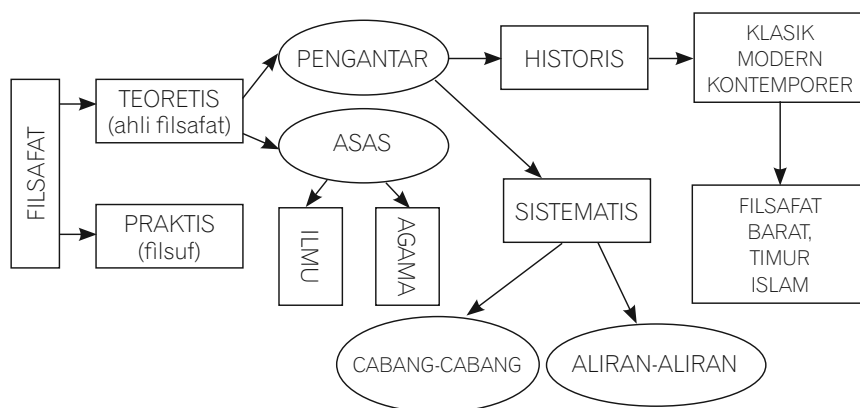 FILSAFAT
TEORETIS
(ahli filsafat)
PRAKTIS
(filsuf)
PENGANTAR
ASAS
ILMU
AGAMA
HISTORIS
SISTEMATIS
CABANG-CABANG
ALIRAN-ALIRAN
KLASIK
MODERN
KONTEMPORER
FILSAFAT
BARAT,
TIMUR
ISLAM